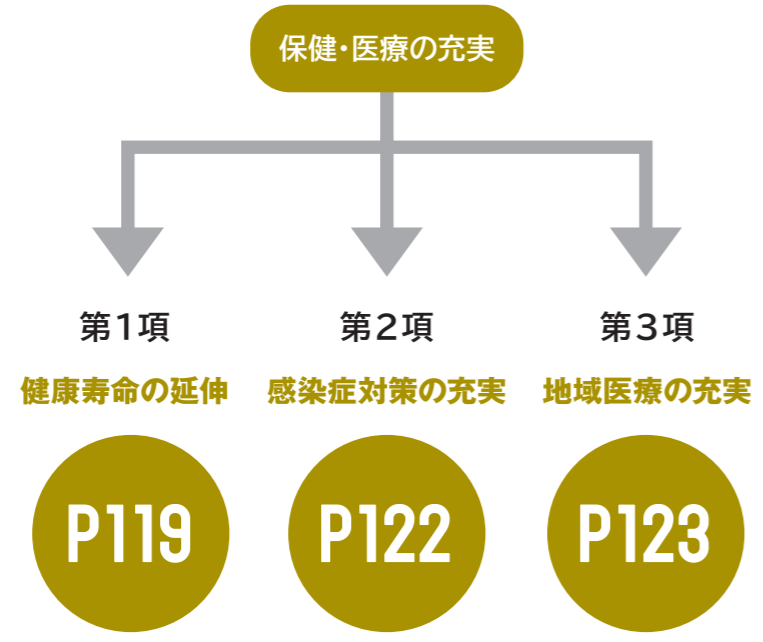 保健・医療の充実
第1項
健康寿命の延伸
P119
第2項
感染症対策の充実
P122
第3項
地域医療の充実
P123